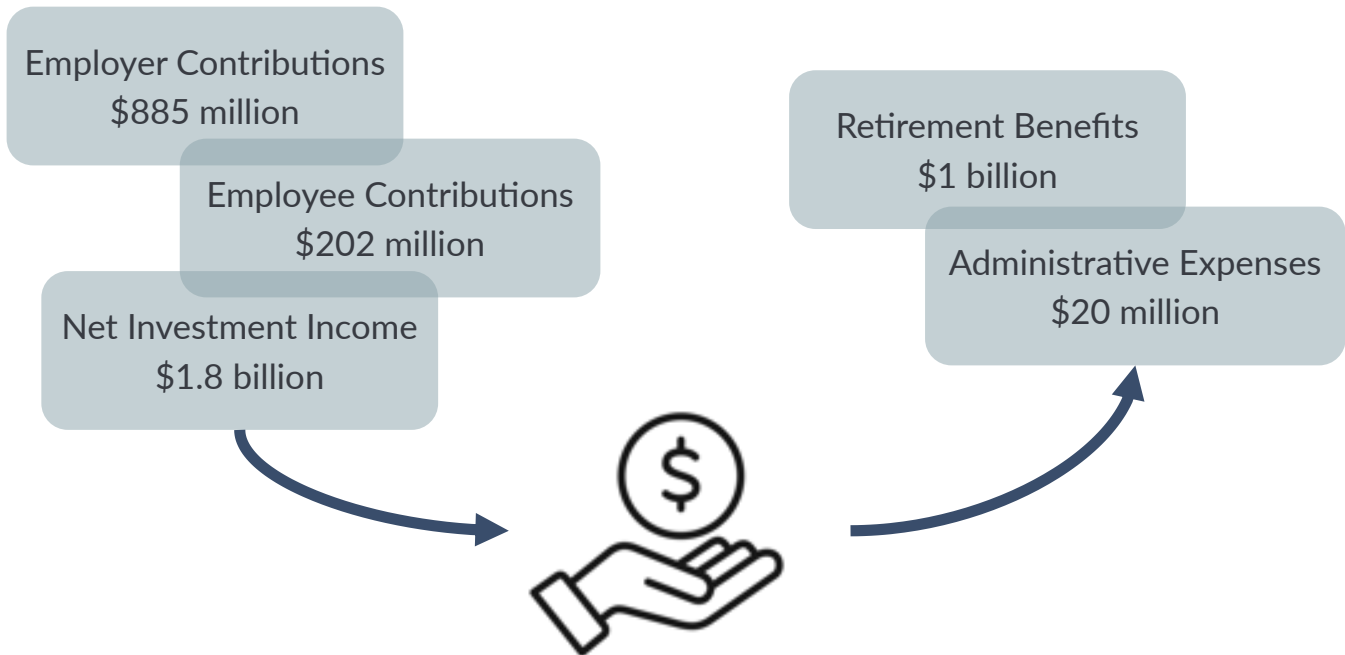 Employer Contributions
$885 million
Employee Contributions
$202 million
Net Investment Income
$1.8 billion
Retirement Benefits
$1 billion
Administrative Expenses
$20 million
$